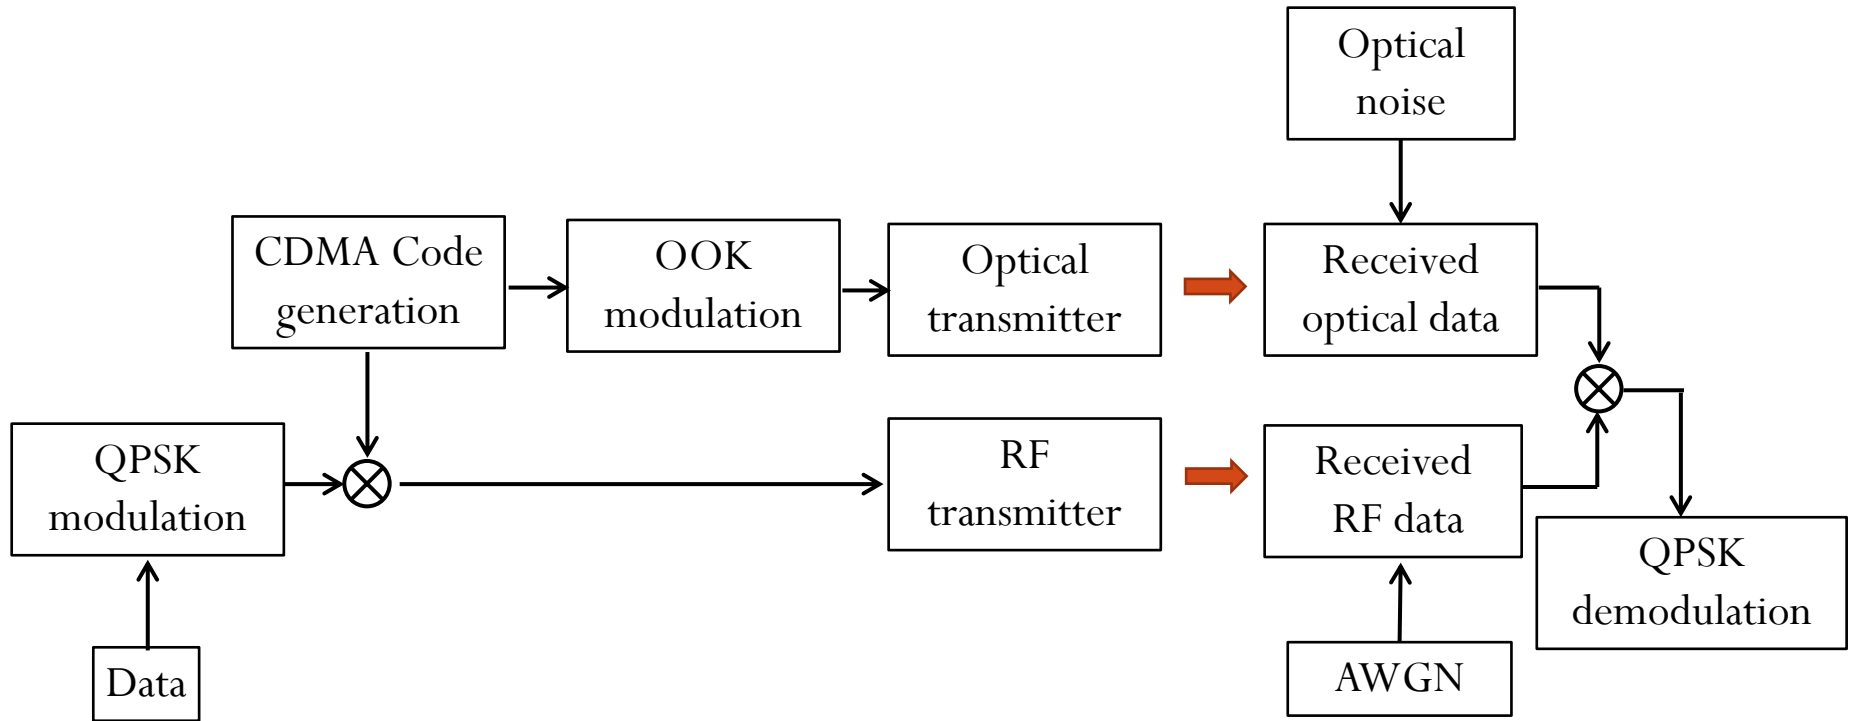 Optical
noise
CDMA Code
generation
OOK
modulation
Optical
transmitter
Received
optical data
QPSK
modulation
RF
transmitter
Received
RF data
QPSK
demodulation
Data
AWGN